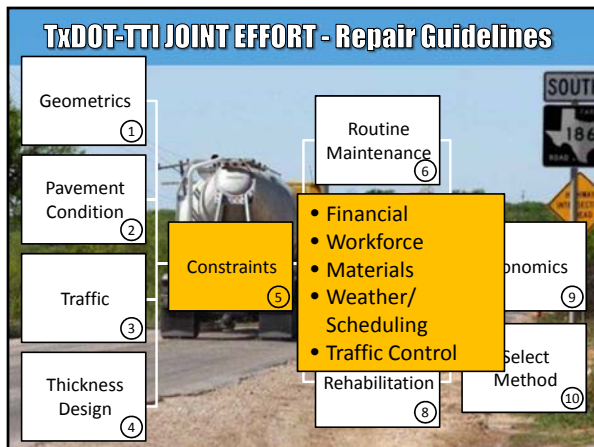 TxDOT-TTI JOINT EFFORT - Repair Guidelines
Geometrics
1
Pavement
Condition
2
Traffic
3
Thickness
Design
4
Constraints
5
Routine
Maintenance
6
• Financial
• Workforce
• Materials
• Weather/
Scheduling
• Traffic Control
Rehabilitation
8
onomics
9
Select
Method
10
SOUT
186